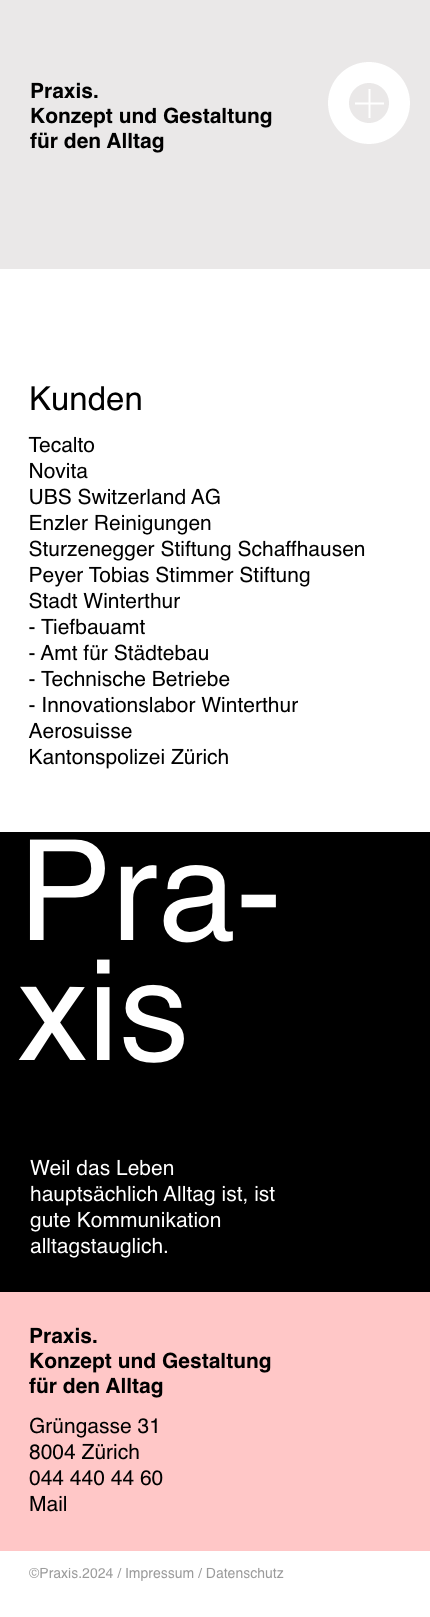 Praxis.
Konzept und Gestaltung
für den Alltag
Kunden
Tecalto
Novita
UBS Switzerland AG
Enzler Reinigungen
Sturzenegger Stiftung Schaffhausen
Peyer Tobias Stimmer Stiftung
Stadt Winterthur
- Tiefbauamt
- Amt für Städtebau
- Technische Betriebe
- Innovationslabor Winterthur
Aerosuisse
Kantonspolizei Zürich
Pra-
xis
Weil das Leben
hauptsächlich Alltag ist, ist
gute Kommunikation
alltagstauglich.
Praxis.
Konzept und Gestaltung
für den Alltag
Grüngasse 31
8004 Zürich
044 440 44 60
Mail
©Praxis.2024 / Impressum / Datenschutz